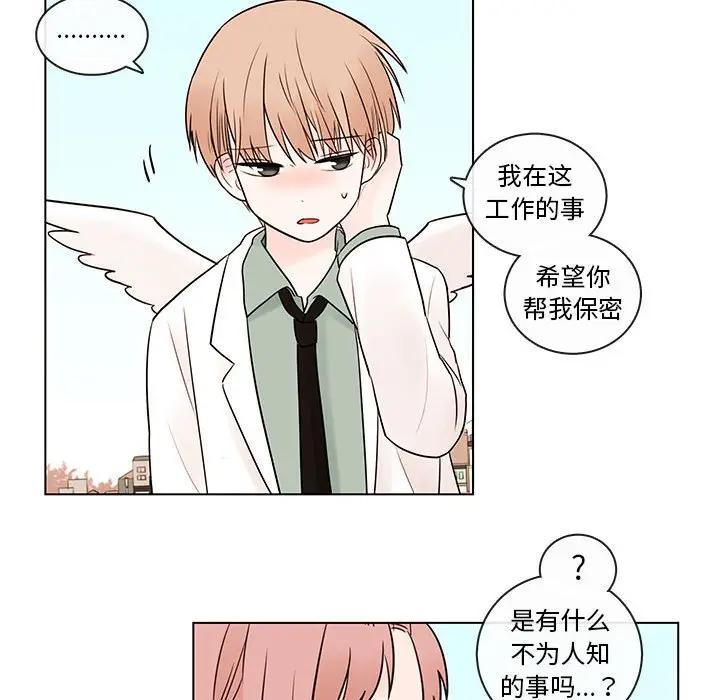 ..........
我在这
工作的事
希望你
帮我保密
？
是有什么
不为人知
的事吗...？